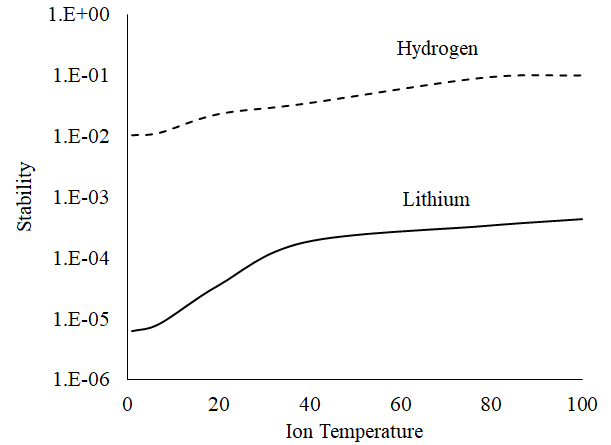 1.E+00
1.E-01
1.E-02
1.E-03
1.E-04
1.E-05
1.E-06
Stability
Hydrogen
Lithium
0 20 40 60 80 100
Ion Temperature